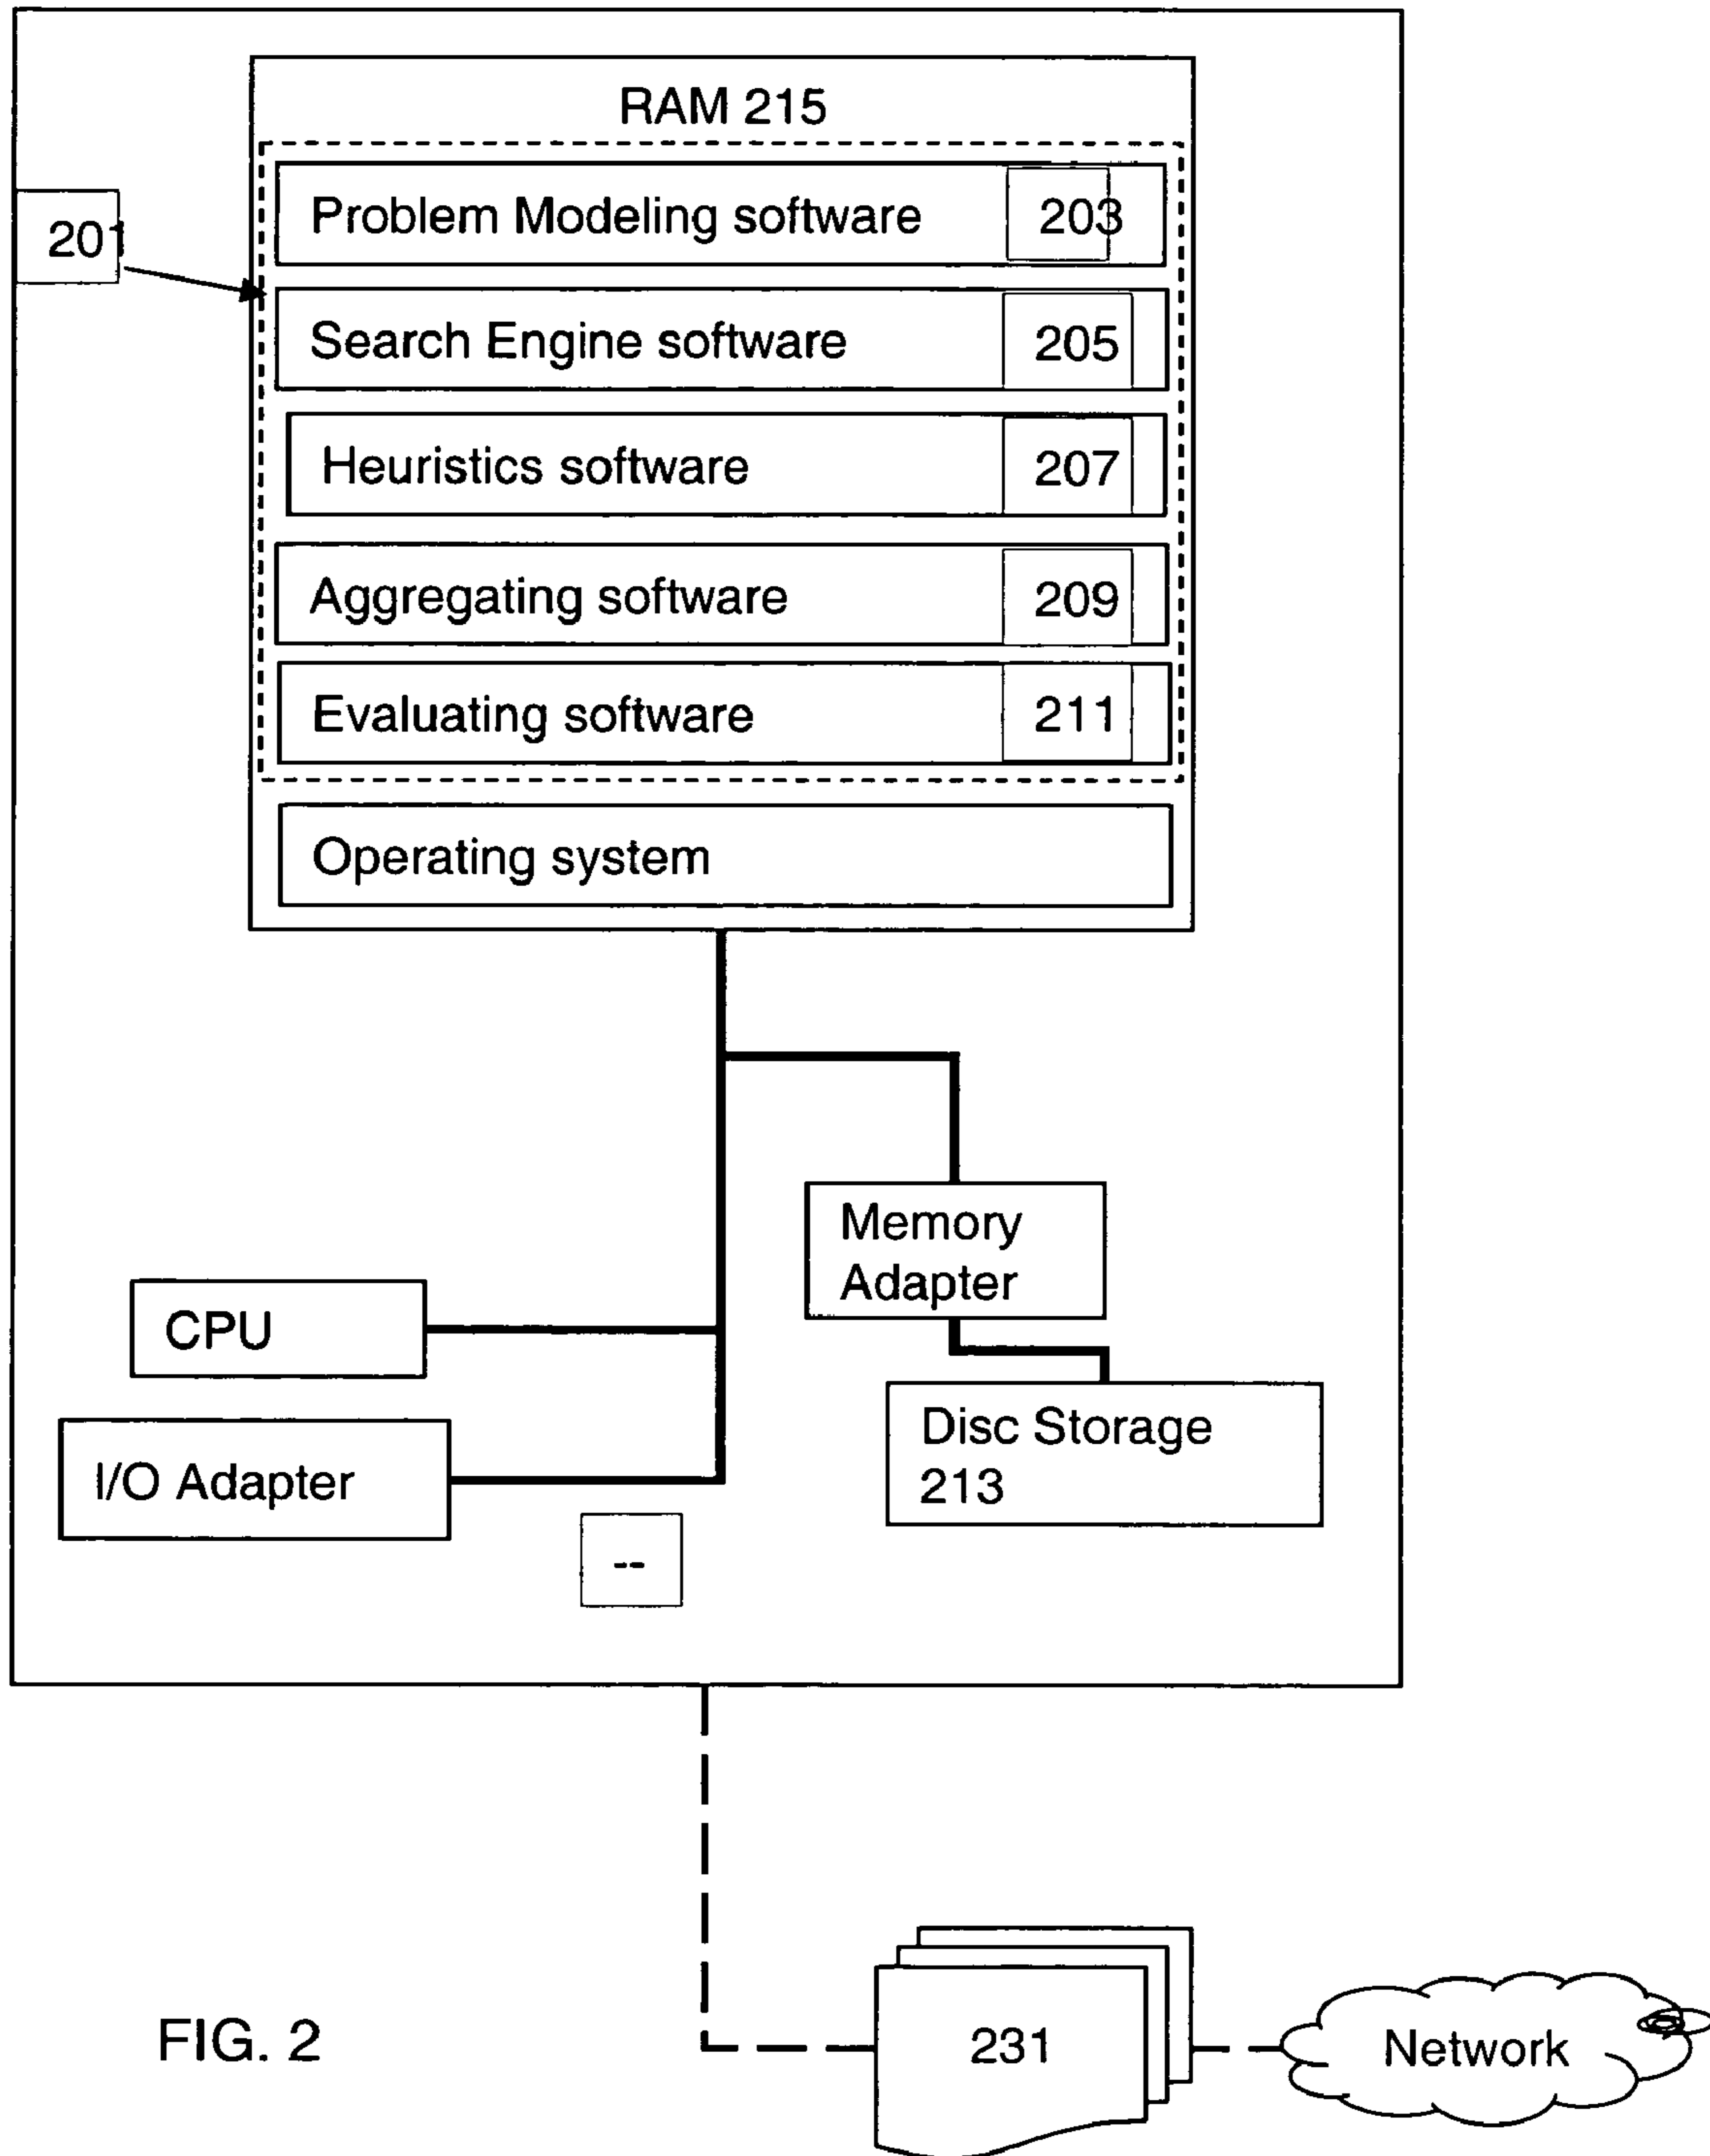 RAM 215
201
Problem Modeling software 203
Search Engine software 205
Heuristics software 207
Aggregating software 209
Evaluating software 211
Operating system
Memory
Adapter
CPU
Disc Storage
213
I/O Adapter
--
FIG. 2
231
Network